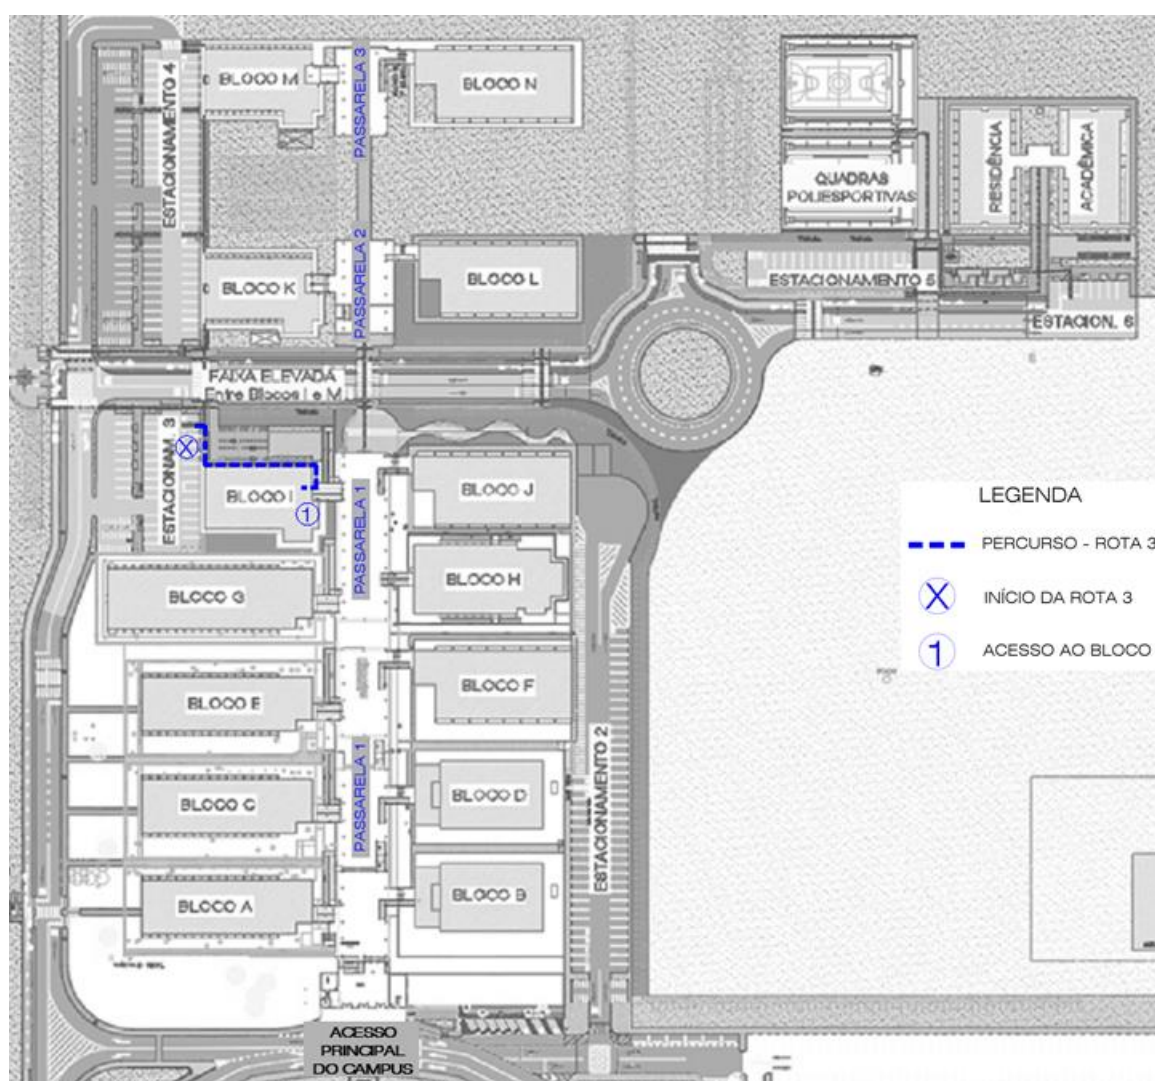 BLOCO M
ESTACIONAMENTO 4
PASSARELA 3
BLOCO N
QUADRAS
POLIESPORTIVAS
RESIDÊNCIA
ACADÊMICA
BLOCO K
PASSARELA 2
BLOCO L
ESTACIONAMENTO 5
ESTACION. 6
FAIXA ELEVADA
Entre Blocos I e M
ESTACIONAM. 3
X
BLOCO I
1
PASSARELA 1
BLOCO J
BLOCO H
BLOCO G
BLOCO F
BLOCO E
PASSARELA 1
BLOCO D
BLOCO C
ESTACIONAMENTO 2
BLOCO B
BLOCO A
ACESSO
PRINCIPAL
DO CAMPUS
LEGENDA
PERCURSO - ROTA 3
X INÍCIO DA ROTA 3
1 ACESSO AO BLOCO